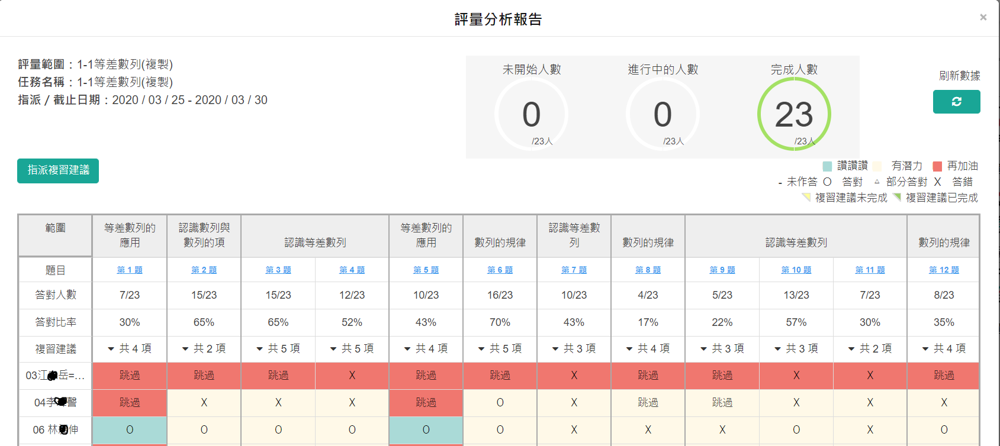 評量分析報告
×
評量範圍：1-1等差數列(複製)
任務名稱：1-1等差數列(複製)
指派 / 截止日期：2020 / 03 / 25 - 2020 / 03 / 30
未開始人數 進行中的人數 完成人數
0 0 23
/23人 /23人 /23人
刷新數據
指派複習建議
讚讚讚 有潛力 再加油
- 未作答 O 答對 △ 部分答對 X 答錯
複習建議未完成 複習建議已完成
範圍 等差數列的應用 認識數列與數列的項 認識等差數列 等差數列的應用 數列的規律 認識等差數列 數列的規律 認識等差數列 數列的規律
題目 第 1 題 第 2 題 第 3 題 第 4 題 第 5 題 第 6 題 第 7 題 第 8 題 第 9 題 第 10 題 第 11 題 第 12 題
答對人數 7/23 15/23 15/23 12/23 10/23 16/23 10/23 4/23 5/23 13/23 7/23 8/23
答對比率 30% 65% 65% 52% 43% 70% 43% 17% 22% 57% 30% 35%
複習建議 共 4 項 共 2 項 共 5 項 共 5 項 共 4 項 共 5 項 共 3 項 共 4 項 共 3 項 共 3 項 共 2 項 共 4 項
03江 岳=... 跳過 跳過 跳過 X 跳過 跳過 X 跳過 跳過 X X 跳過
04李 馨 跳過 X X X 跳過 O X 跳過 跳過 X X X
06 林 伸 O O O O O O X X X O X O